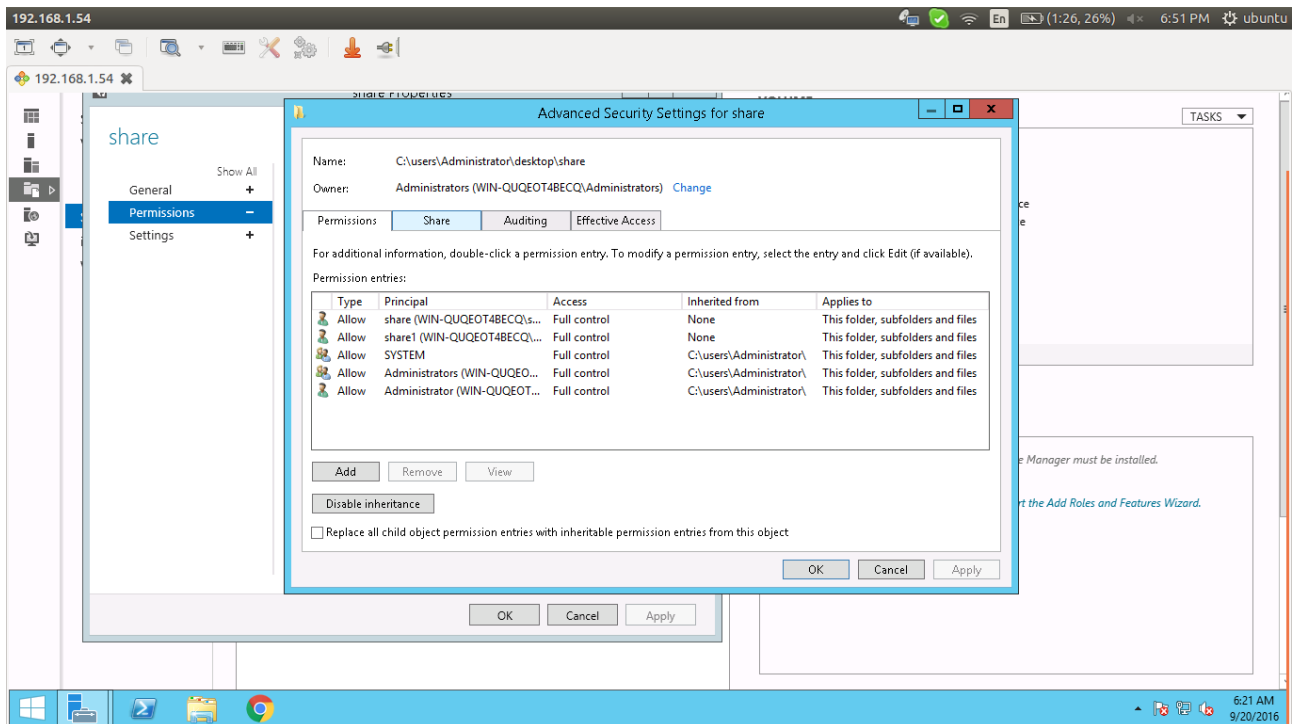 192.168.1.54
En
(1:26, 26%)
6:51 PM
ubuntu
192.168.1.54
share Properties
VOLUME
TASKS
Advanced Security Settings for share
x
share
Show All
General +
Permissions –
Settings +
Name: C:\users\Administrator\desktop\share
Owner: Administrators (WIN-QUQEOT4BECQ\Administrators) Change
Permissions Share Auditing Effective Access
For additional information, double-click a permission entry. To modify a permission entry, select the entry and click Edit (if available).
Permission entries:
Type Principal Access Inherited from Applies to
Allow share (WIN-QUQEOT4BECQ\s... Full control None This folder, subfolders and files
Allow share1 (WIN-QUQEOT4BECQ\... Full control None This folder, subfolders and files
Allow SYSTEM Full control C:\users\Administrator\ This folder, subfolders and files
Allow Administrators (WIN-QUQEO... Full control C:\users\Administrator\ This folder, subfolders and files
Allow Administrator (WIN-QUQEOT... Full control C:\users\Administrator\ This folder, subfolders and files
Add Remove View
Disable inheritance
Replace all child object permission entries with inheritable permission entries from this object
OK Cancel Apply
OK Cancel Apply
ce
e
e Manager must be installed.
rt the Add Roles and Features Wizard.
6:21 AM
9/20/2016